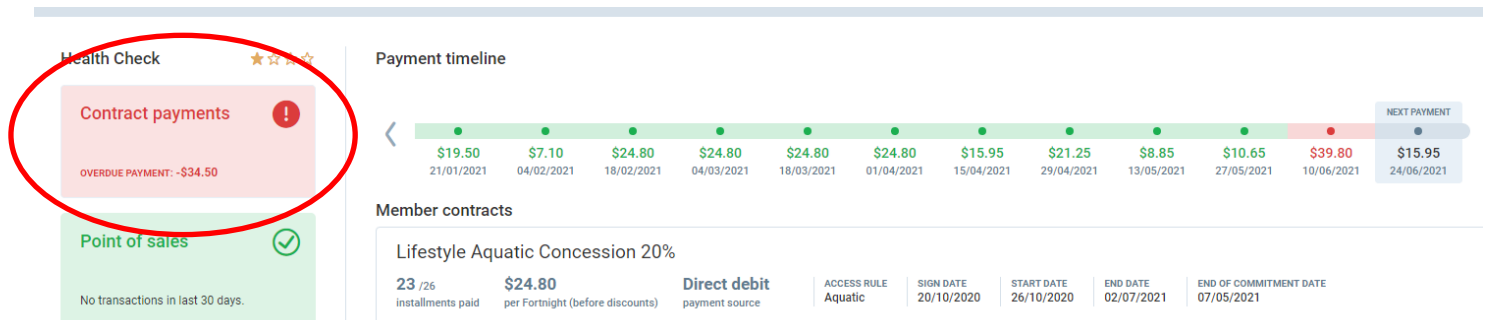 Health Check
Contract payments
OVERDUE PAYMENT: -$34.50
Point of sales
No transactions in last 30 days.
Payment timeline
NEXT PAYMENT
$19.50 $7.10 $24.80 $24.80 $24.80 $24.80 $15.95 $21.25 $8.85 $10.65 $39.80 $15.95
21/01/2021 04/02/2021 18/02/2021 04/03/2021 18/03/2021 01/04/2021 15/04/2021 29/04/2021 13/05/2021 27/05/2021 10/06/2021 24/06/2021
Member contracts
Lifestyle Aquatic Concession 20%
23 /26 $24.80 Direct debit ACCESS RULE SIGN DATE START DATE END DATE END OF COMMITMENT DATE
installments paid per Fortnight (before discounts) payment source Aquatic 20/10/2020 26/10/2020 02/07/2021 07/05/2021